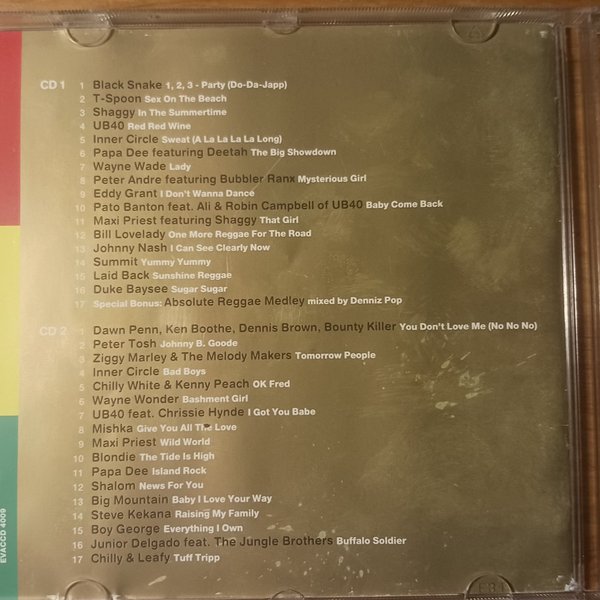 CD 1 1 Black Snake 1, 2, 3 - Party (Do-Da-Japp)
2 T-Spoon Sex On The Beach
3 Shaggy In The Summertime
4 UB40 Red Red Wine
5 Inner Circle Sweat (A La La La La Long)
6 Papa Dee featuring Deetah The Big Showdown
7 Wayne Wade Lady
8 Peter Andre featuring Bubbler Ranx Mysterious Girl
9 Eddy Grant I Don't Wanna Dance
10 Pato Banton feat. Ali & Robin Campbell of UB40 Baby Come Back
11 Maxi Priest featuring Shaggy That Girl
12 Bill Lovelady One More Reggae For The Road
13 Johnny Nash I Can See Clearly Now
14 Summit Yummy Yummy
15 Laid Back Sunshine Reggae
16 Duke Baysee Sugar Sugar
17 Special Bonus: Absolute Reggae Medley mixed by Denniz Pop
CD 2 1 Dawn Penn, Ken Boothe, Dennis Brown, Bounty Killer You Don't Love Me (No No No)
2 Peter Tosh Johnny B. Goode
3 Ziggy Marley & The Melody Makers Tomorrow People
4 Inner Circle Bad Boys
5 Chilly White & Kenny Peach OK Fred
6 Wayne Wonder Bashment Girl
7 UB40 feat. Chrissie Hynde I Got You Babe
8 Mishka Give You All The Love
9 Maxi Priest Wild World
10 Blondie The Tide Is High
11 Papa Dee Island Rock
12 Shalom News For You
13 Big Mountain Baby I Love Your Way
14 Steve Kekana Raising My Family
15 Boy George Everything I Own
16 Junior Delgado feat. The Jungle Brothers Buffalo Soldier
17 Chilly & Leafy Tuff Tripp
EVACCD 4009